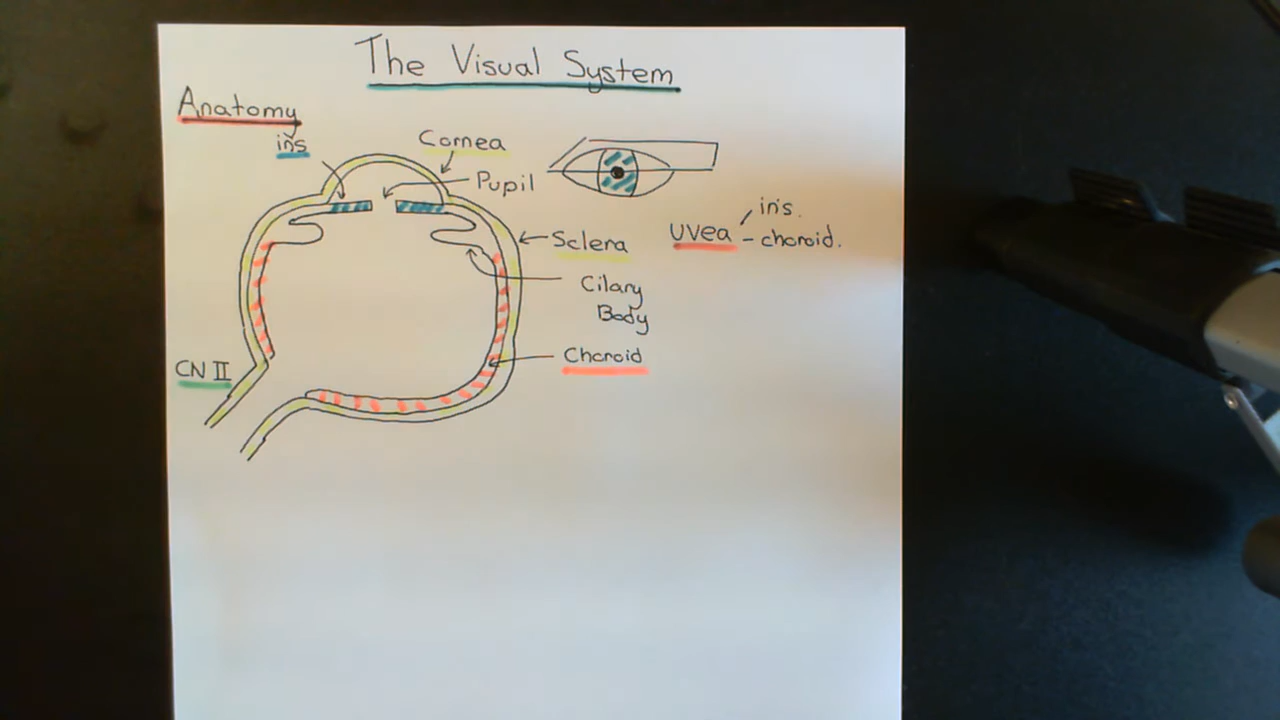 The Visual System
Anatomy
iris
Cornea
Pupil
Sclera
Cilary
Body
Choroid
CN II
uvea
iris.
choroid.